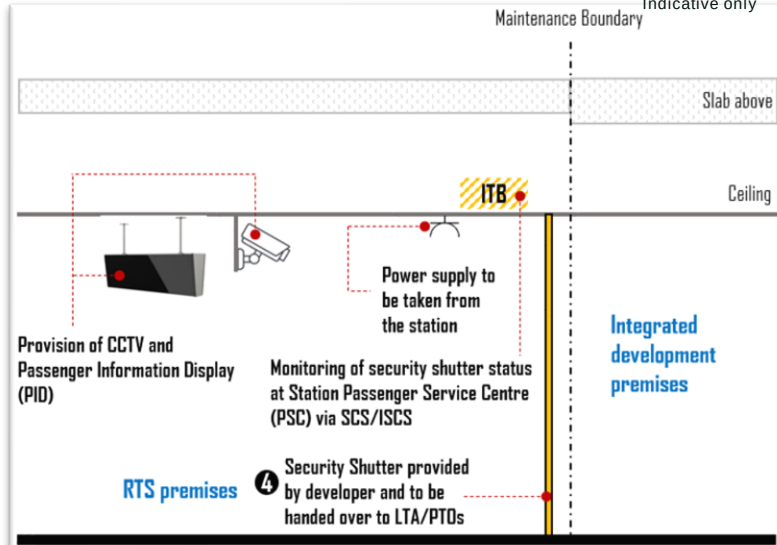 Indicative only
Maintenance Boundary
Slab above
ITB
Ceiling
Power supply to
be taken from
the station
Provision of CCTV and
Passenger Information Display
(PID)
Monitoring of security shutter status
at Station Passenger Service Centre
(PSC) via SCS/ISCS
Integrated
development
premises
RTS premises
4 Security Shutter provided
by developer and to be
handed over to LTA/PTOs